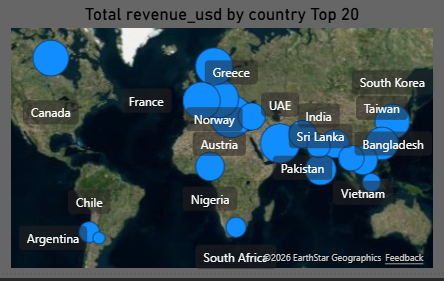 Total revenue_usd by country Top 20
Greece
South Korea
Canada
France
UAE
Taiwan
Norway
India
Sri Lanka
Austria
Bangladesh
Pakistan
Vietnam
Chile
Nigeria
Argentina
South Africa
©2026 EarthStar Geographics Feedback